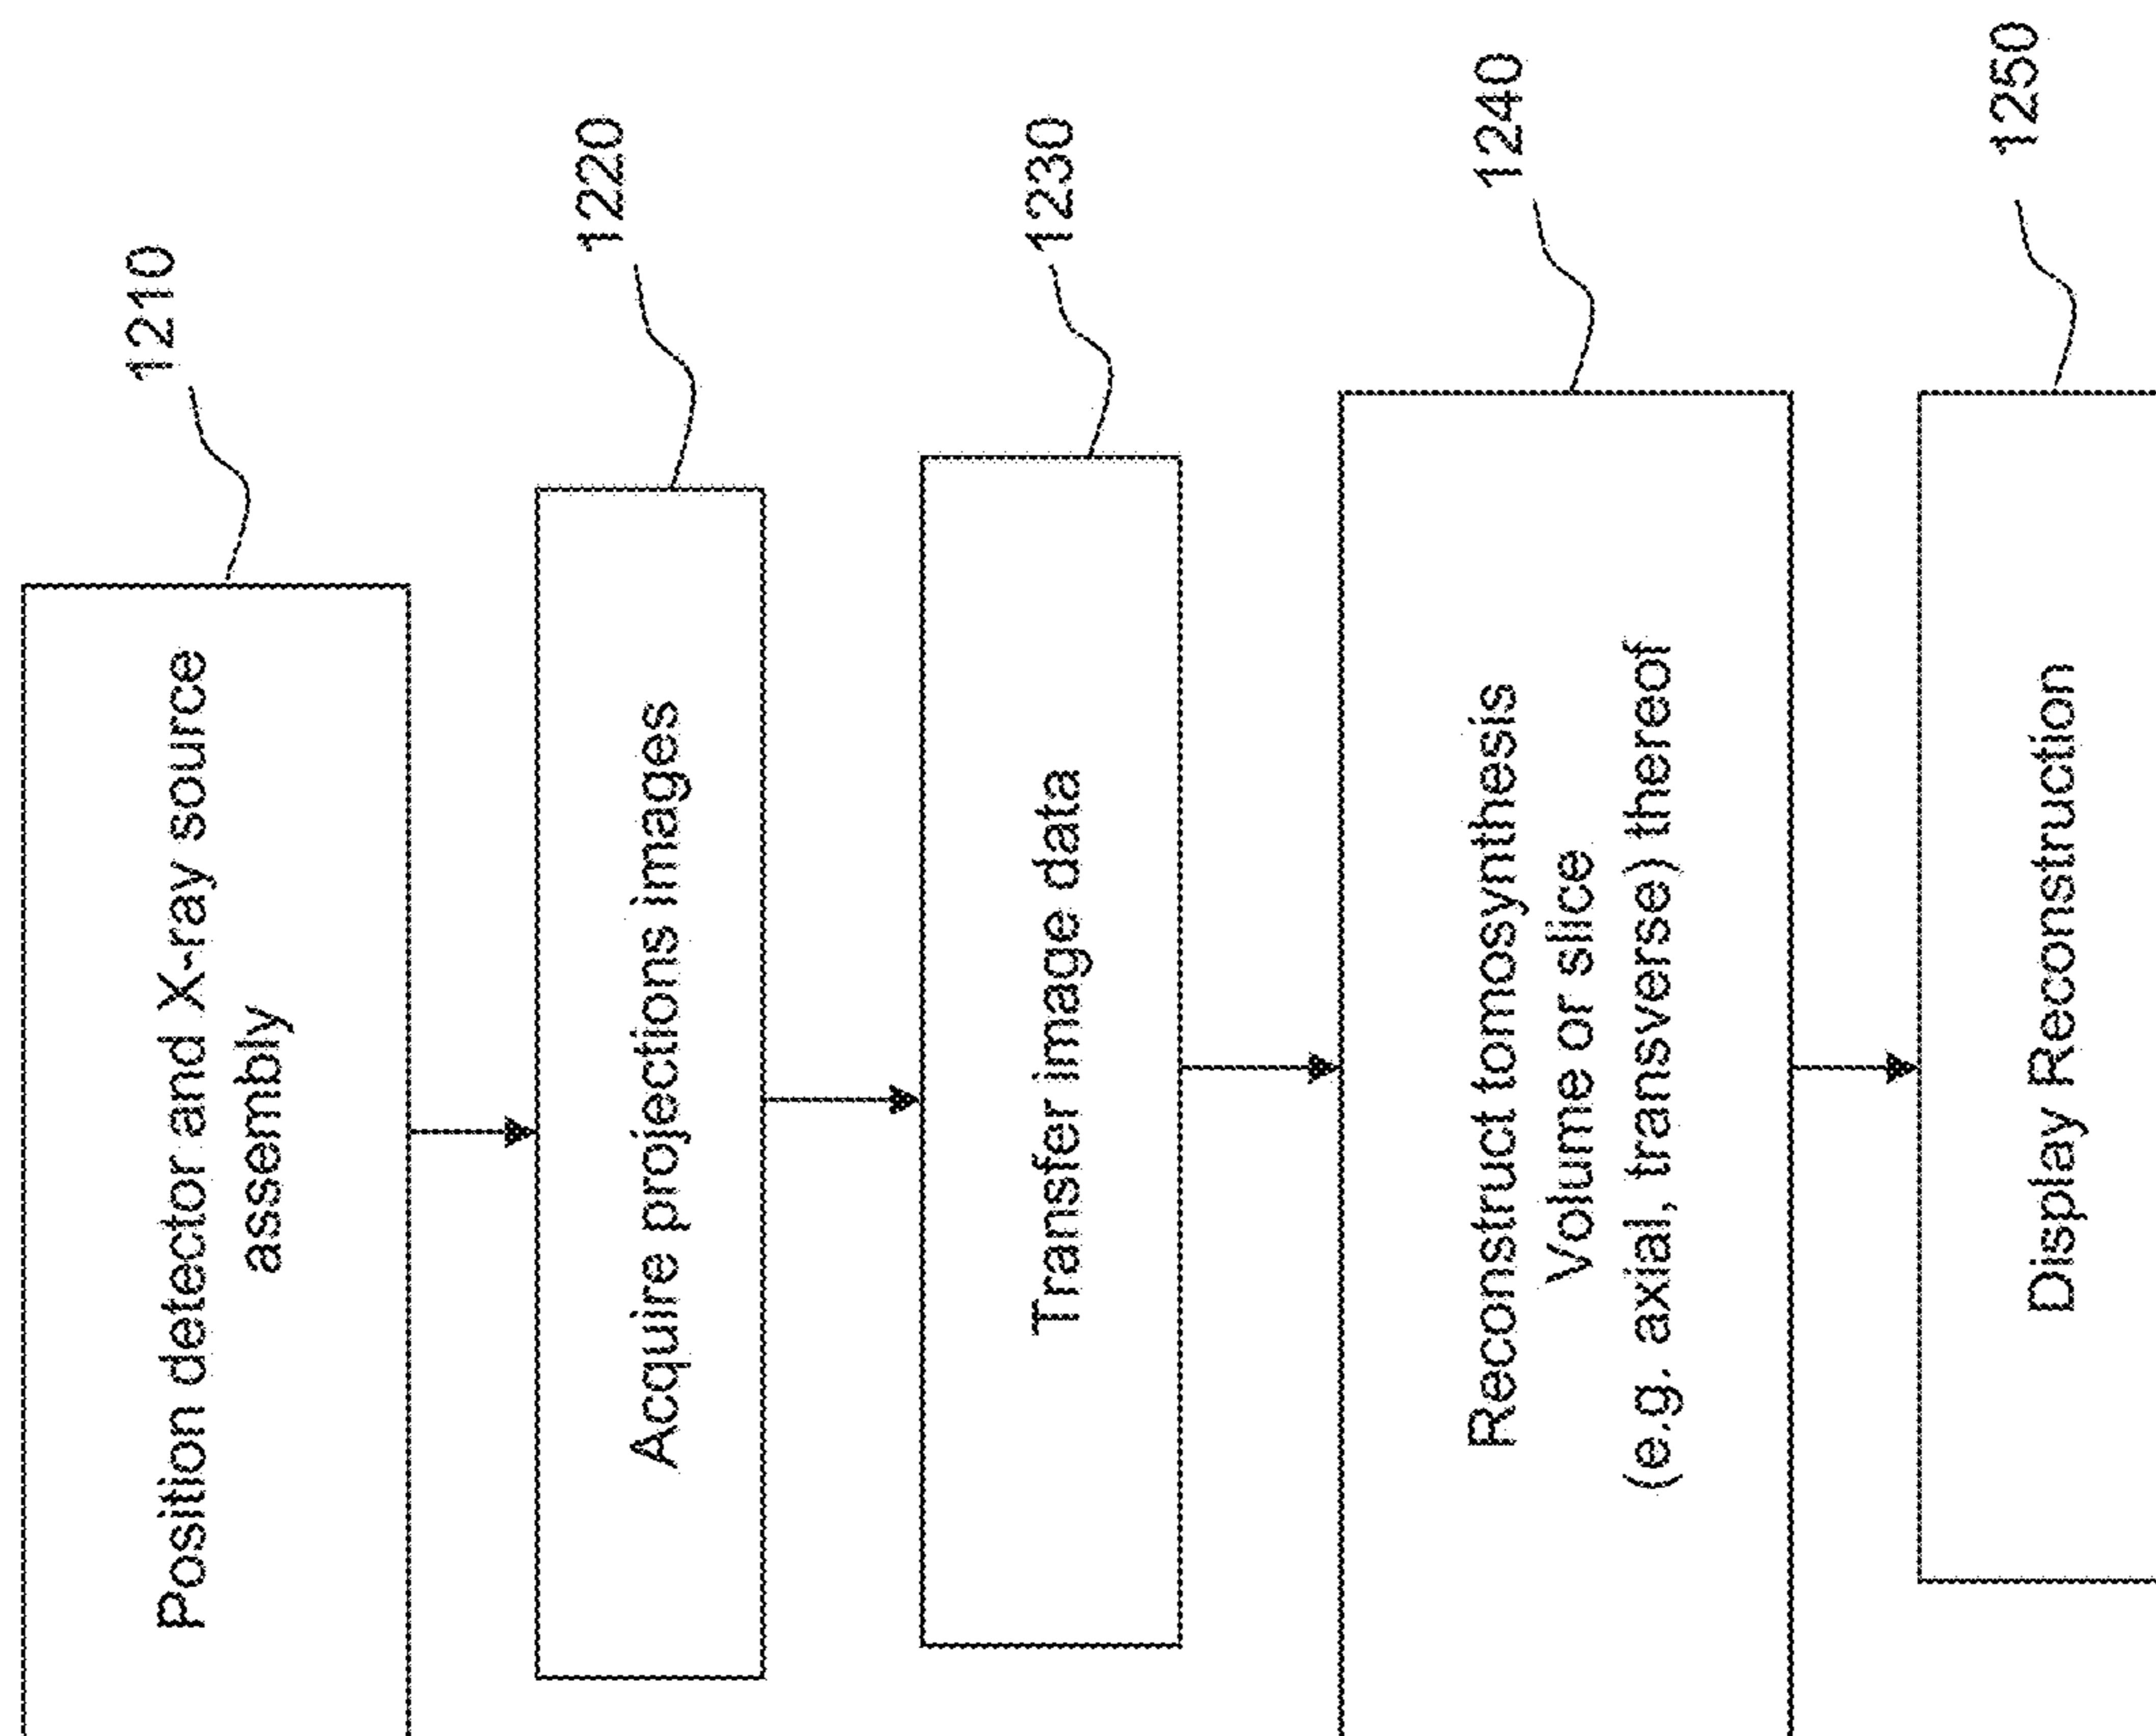 Position detector and X-ray source
assembly
1210
Acquire projections images
1220
Transfer image data
1230
Reconstruct tomosynthesis
Volume or slice
(e.g. axial, transverse) thereof
1240
Display Reconstruction
1250